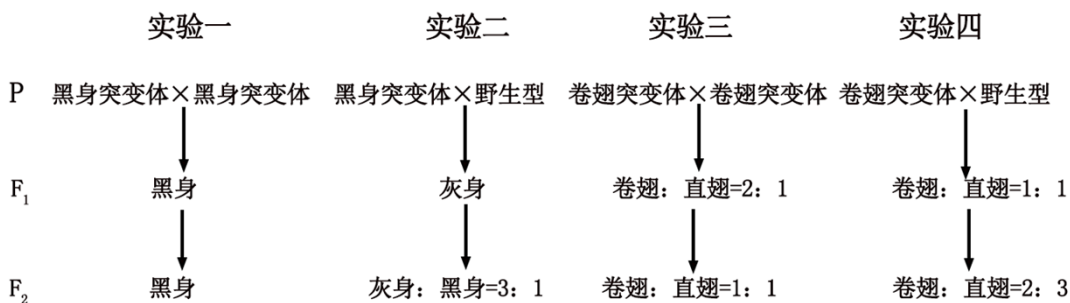 实验一 实验二 实验三 实验四
P 黑身突变体×黑身突变体 黑身突变体×野生型 卷翅突变体×卷翅突变体 卷翅突变体×野生型
F₁ 黑身 灰身 卷翅：直翅=2：1 卷翅：直翅=1：1
F₂ 黑身 灰身：黑身=3：1 卷翅：直翅=1：1 卷翅：直翅=2：3